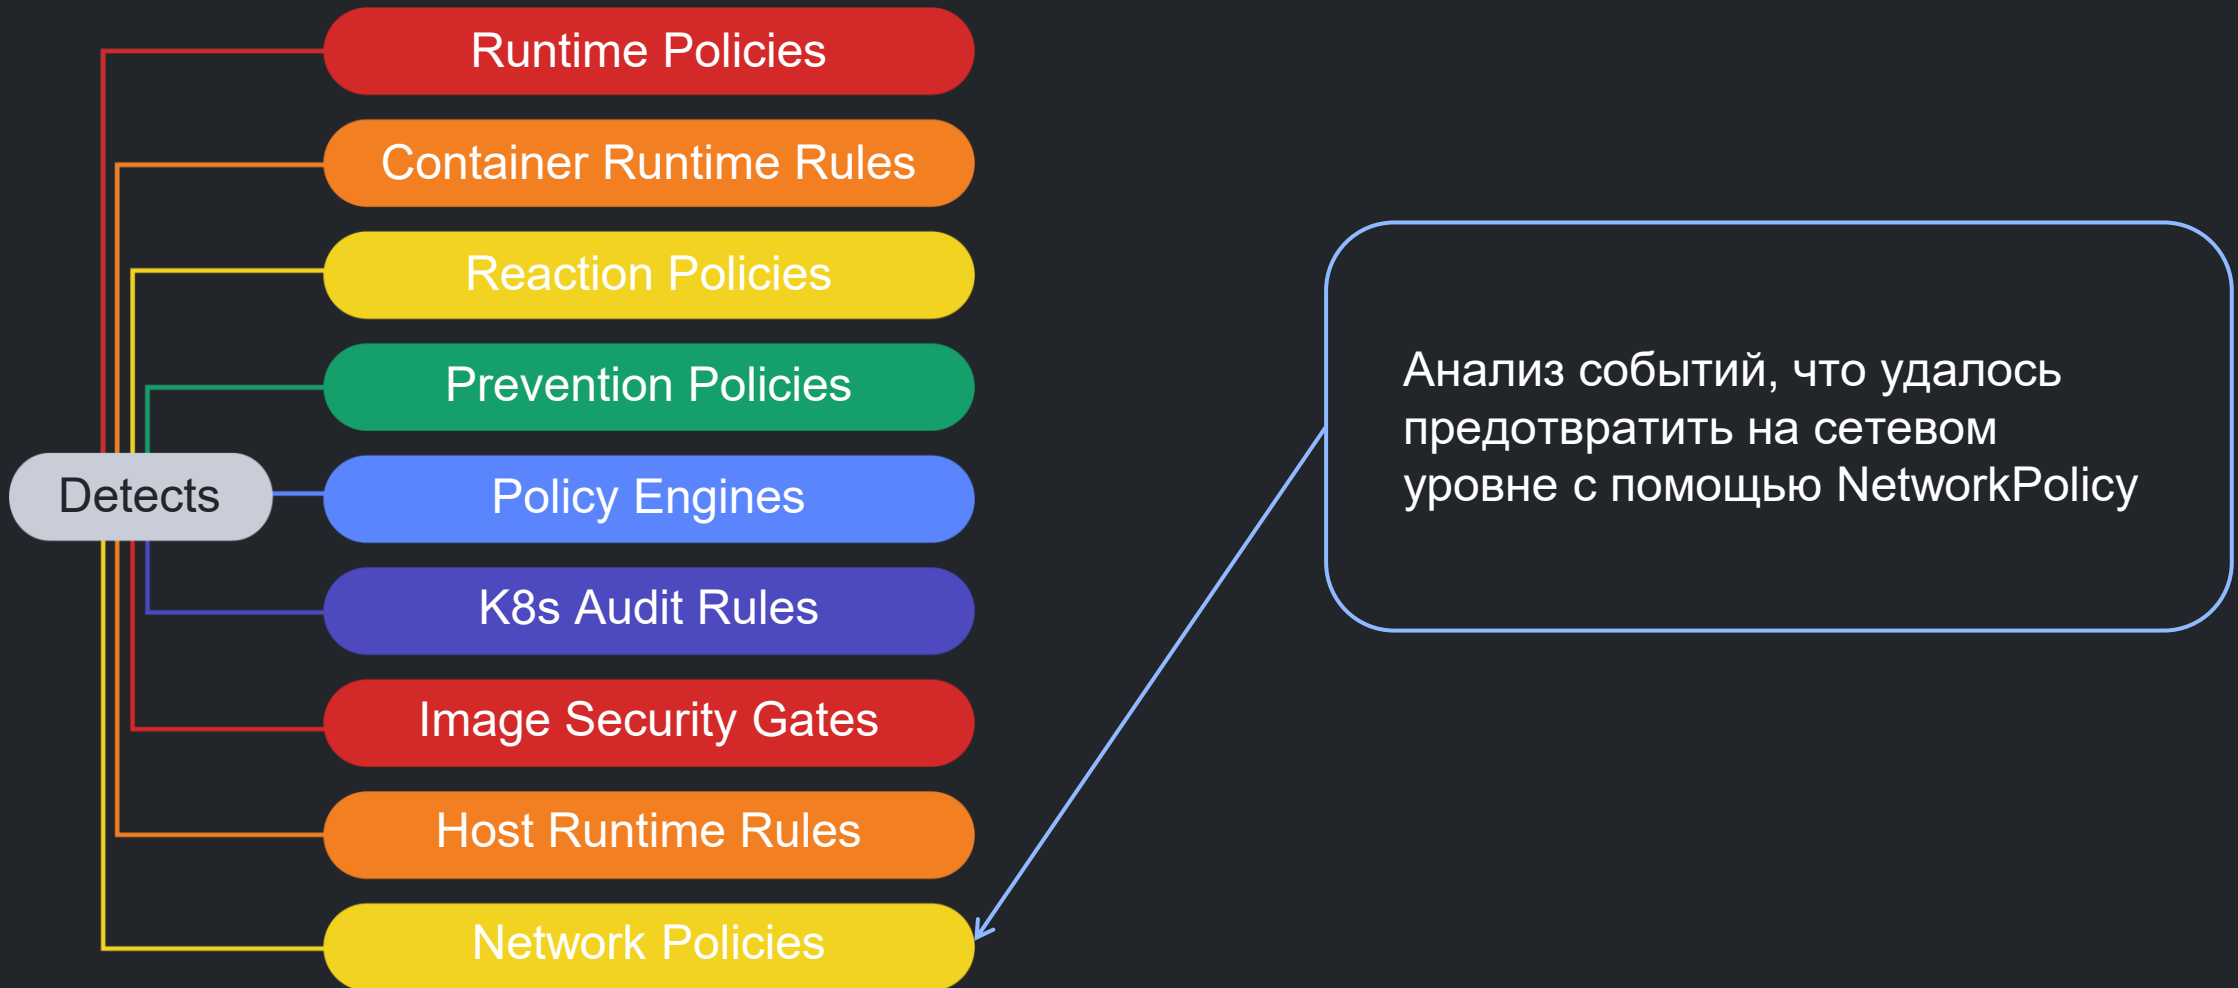 Runtime Policies
Container Runtime Rules
Reaction Policies
Prevention Policies
Detects
Policy Engines
K8s Audit Rules
Image Security Gates
Host Runtime Rules
Network Policies
Анализ событий, что удалось
предотвратить на сетевом
уровне с помощью NetworkPolicy